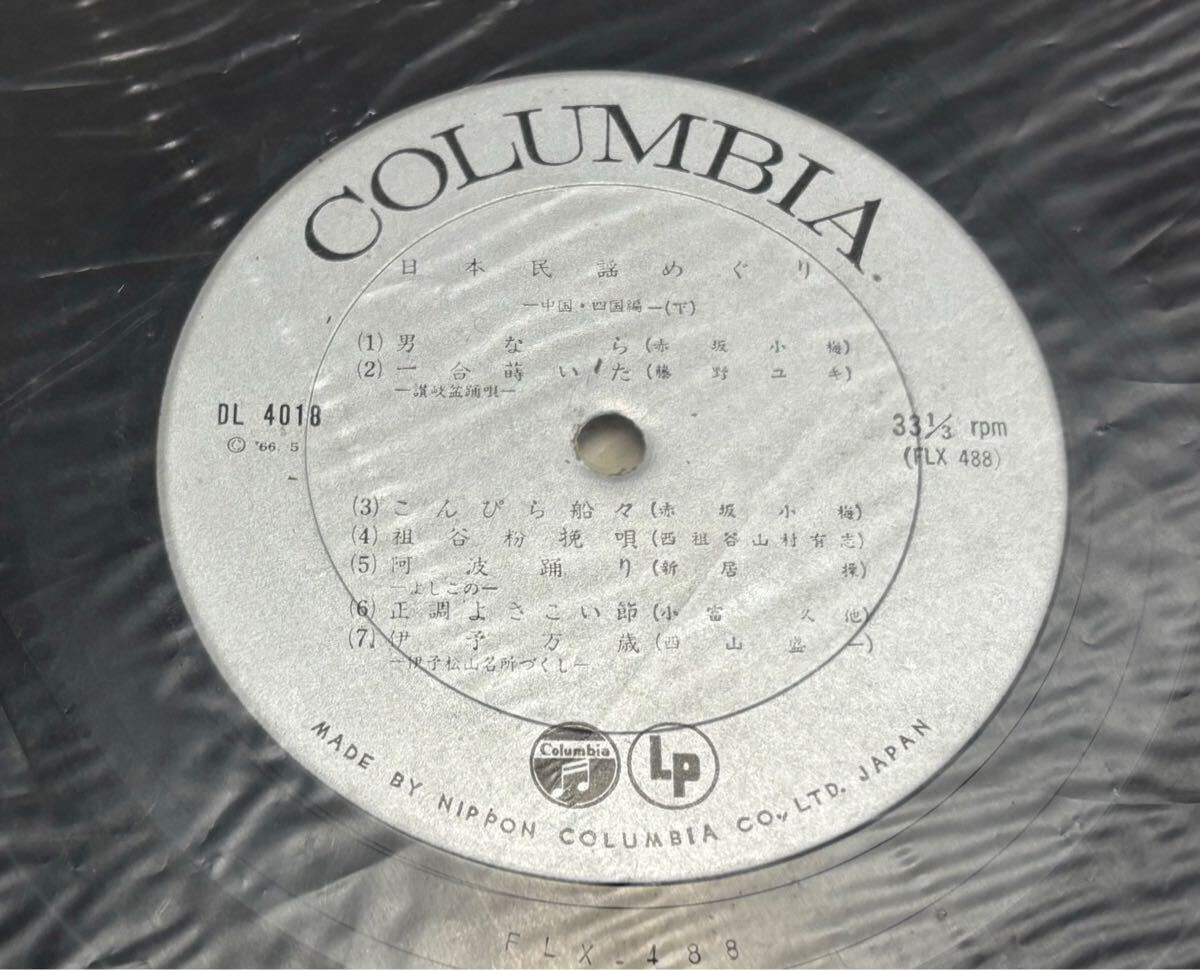 COLUMBIA.
日本民謡めぐり
―中国・四国編―(下)
(1) 男なら (赤坂小梅)
(2) 一合蒔いた (藤野ユキ)
―讃岐盆踊唄―
DL 4018
© '66. 5
33⅓ rpm
(FLX 488)
(3) こんぴら船々 (赤坂小梅)
(4) 祖谷粉挽唄 (西祖谷山村有志)
(5) 阿波踊り (新居操)
―よしこの―
(6) 正調よさこい節 (小富久他)
(7) 伊予万歳 (西山盛一)
―伊予松山名所づくし―
Columbia
LP
MADE BY NIPPON COLUMBIA CO., LTD. JAPAN
FLX-488